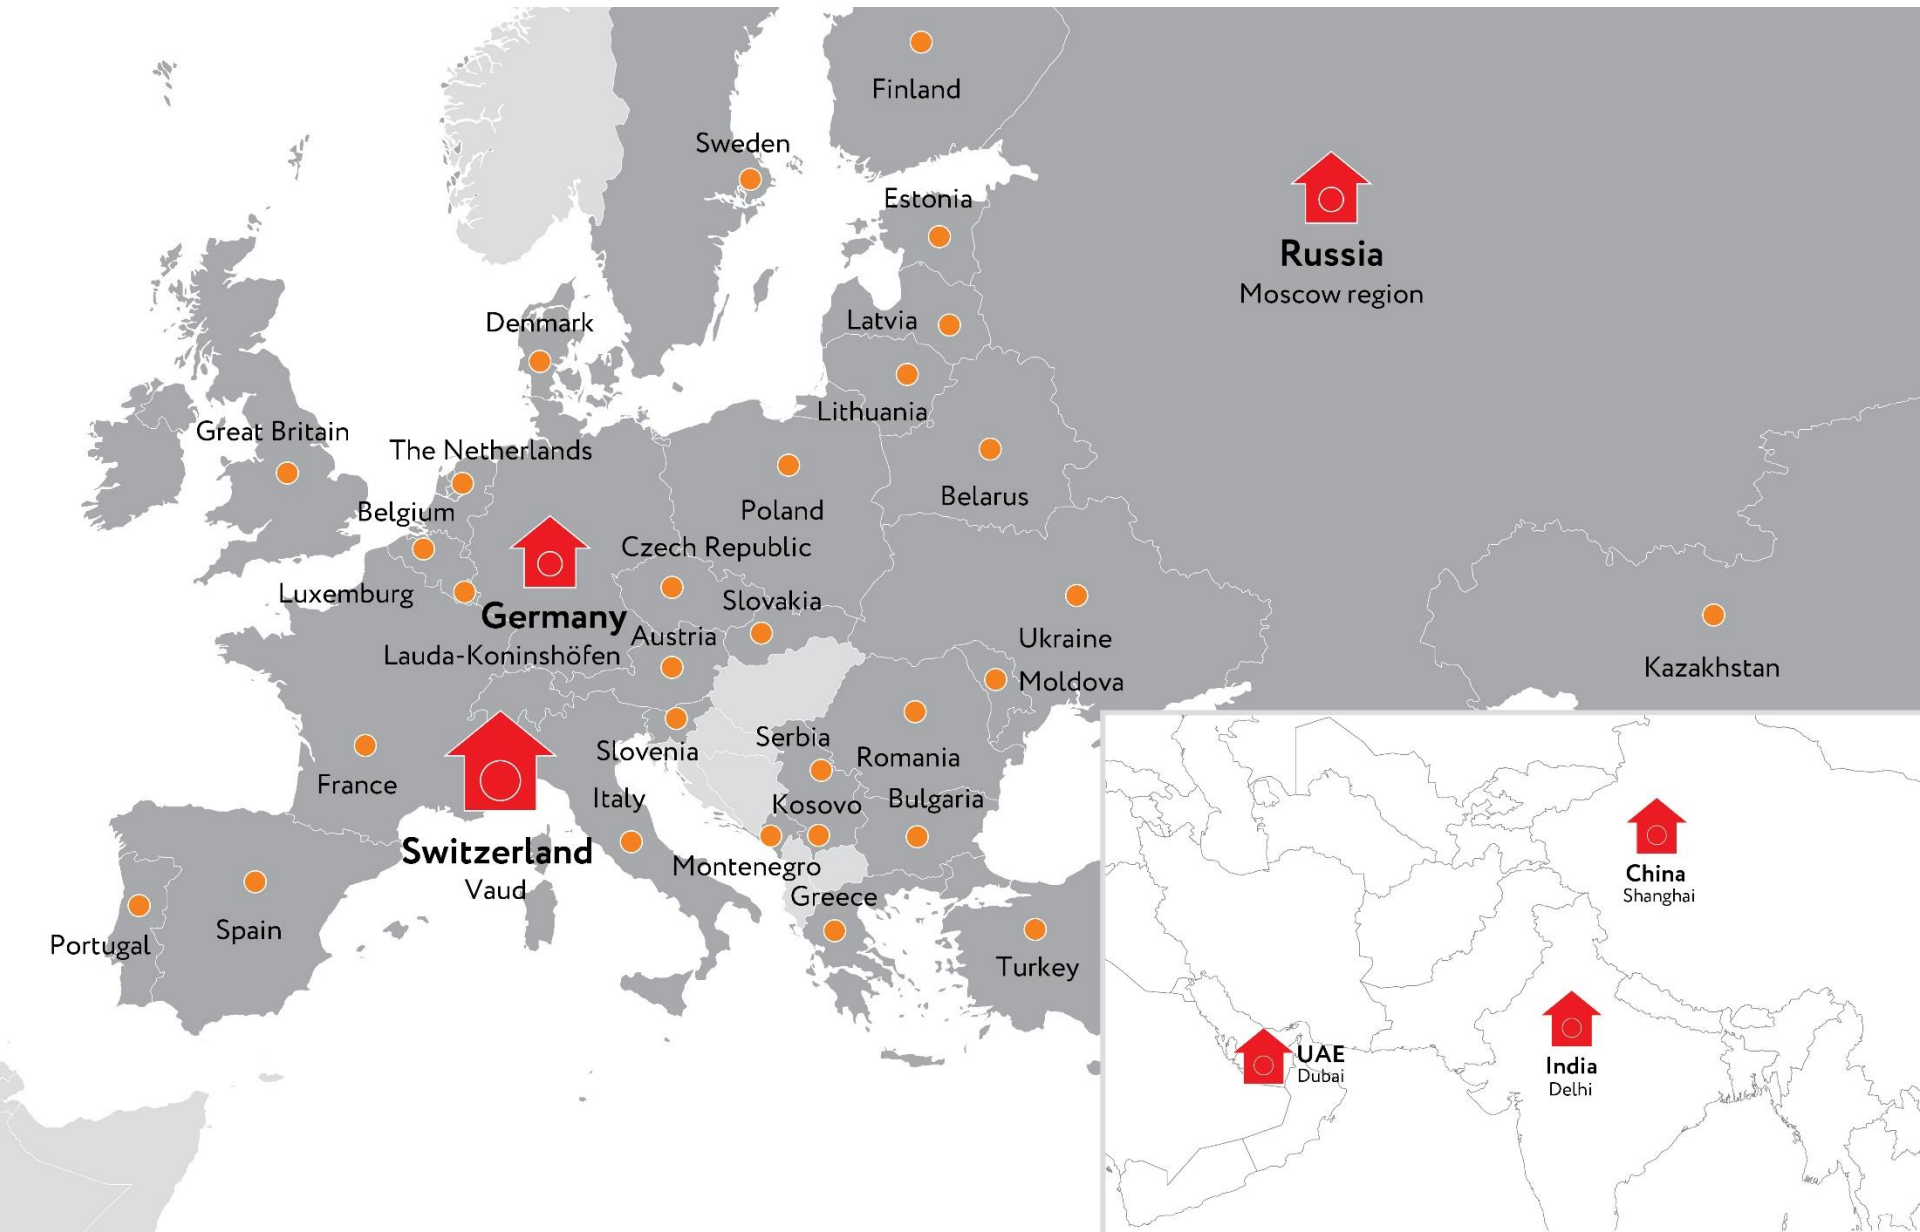 Finland
Sweden
Estonia
Russia
Moscow region
Denmark
Latvia
Lithuania
Great Britain
The Netherlands
Belgium
Poland
Belarus
Czech Republic
Luxemburg
Germany
Lauda-Koninshöfen
Slovakia
Austria
Ukraine
Moldova
Kazakhstan
Slovenia
Serbia
Romania
France
Italy
Kosovo
Bulgaria
Switzerland
Vaud
Montenegro
Greece
Portugal
Spain
Turkey
China
Shanghai
UAE
Dubai
India
Delhi